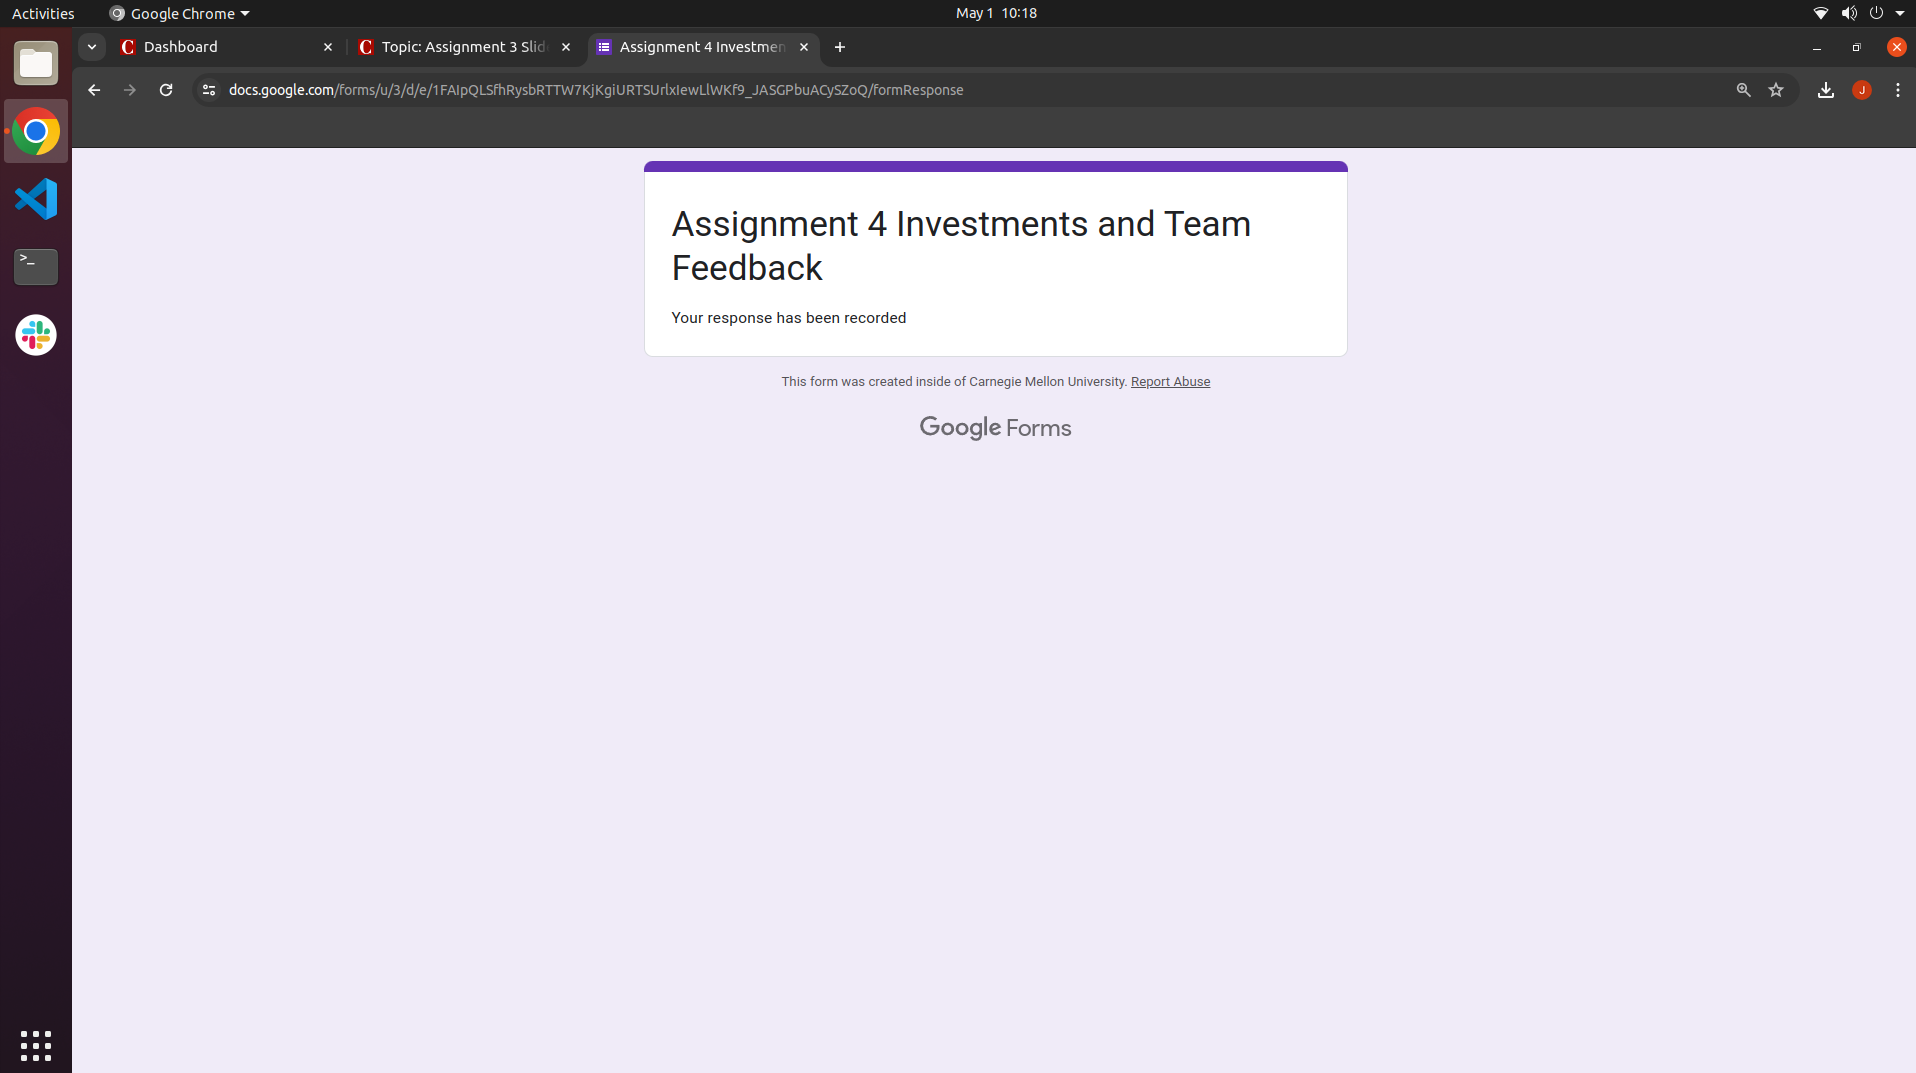 Activities
Google Chrome
May 1 10:18
Dashboard
Topic: Assignment 3 Slid
Assignment 4 Investmen
docs.google.com/forms/u/3/d/e/1FAIpQLSfhRysbRTTW7KjKgiURTSUrlxIewLlWKf9_JASGPbuACySZoQ/formResponse
J
Assignment 4 Investments and Team
Feedback
Your response has been recorded
This form was created inside of Carnegie Mellon University. Report Abuse
Google Forms